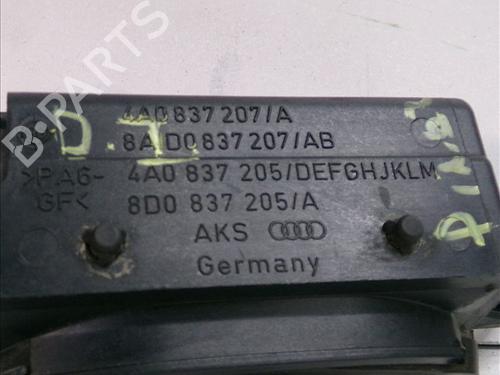 B-PARTS
4A0 837 207/A
D. I
8A/D0 837 207/AB
>PA6- 4A0 837 205/DEFGHJKLM
GF< 8D0 837 205/A
AKS
Germany